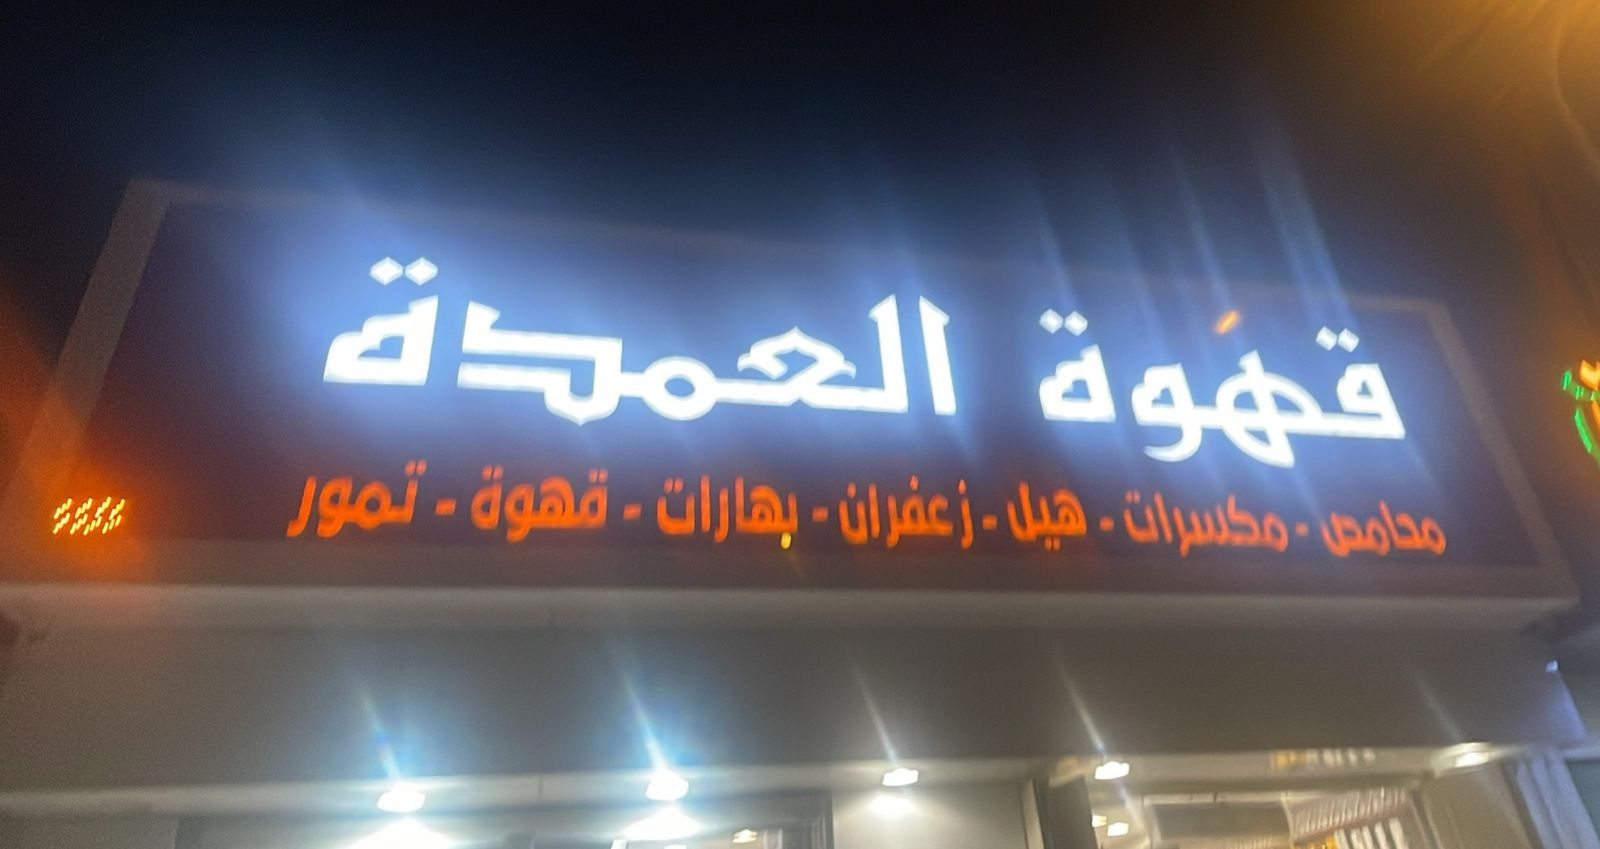 قهوة العمدة
محامص - مكسرات - هيل - زعفران - بهارات - قهوة - تمور